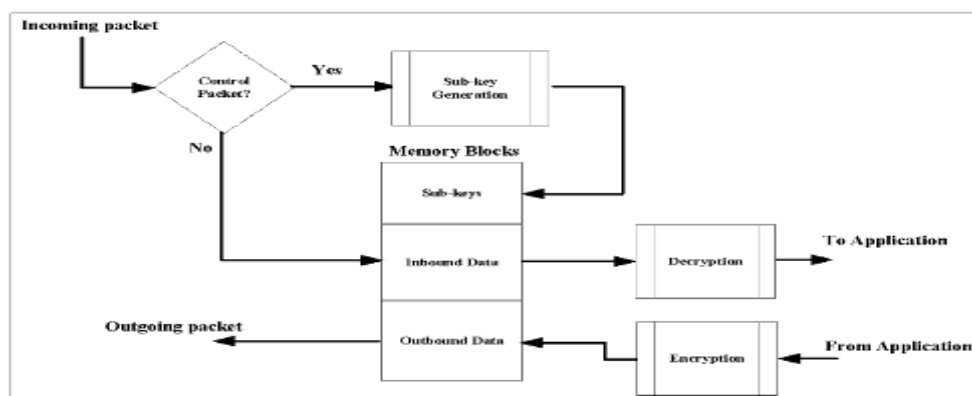 Incoming packet
Control
Packet?
Yes
Sub-key
Generation
No
Memory Blocks
Sub-keys
Inbound Data
Decryption
To Application
Outgoing packet
Outbound Data
Encryption
From Application